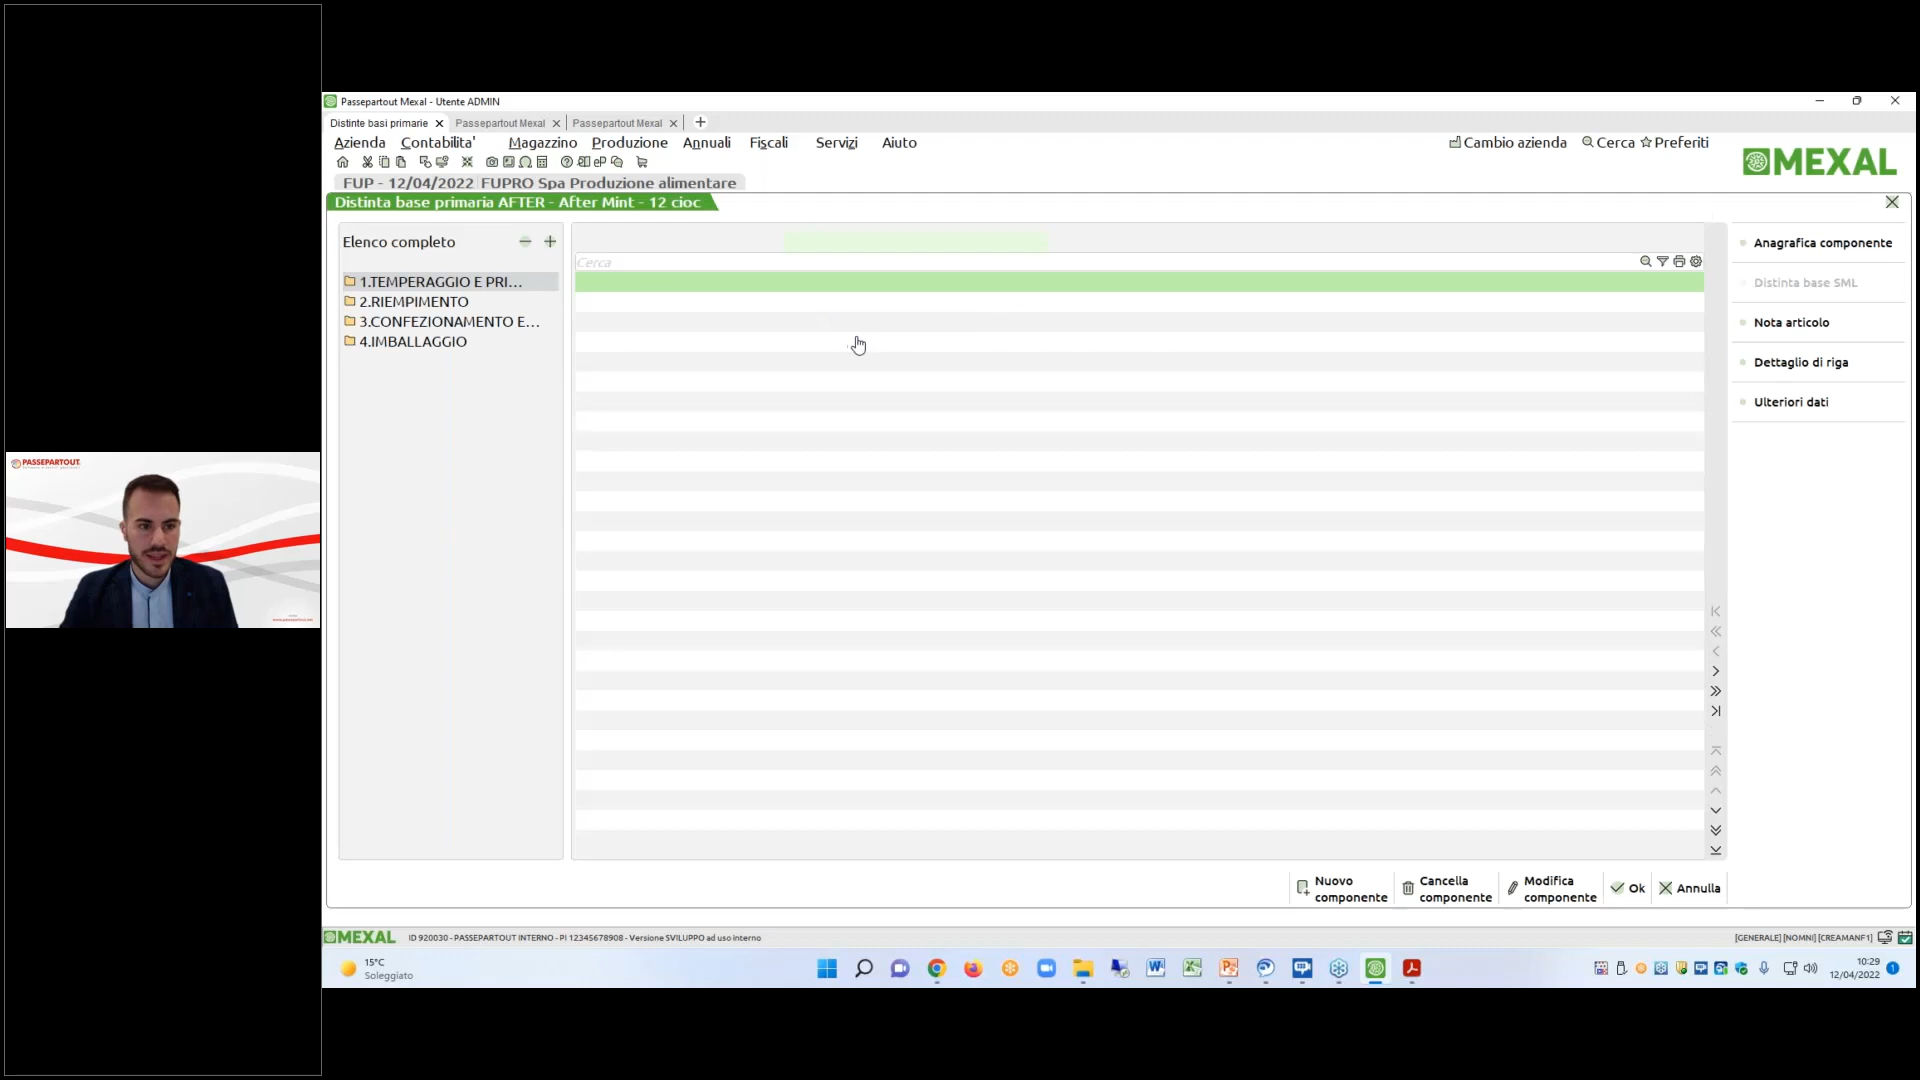 PASSEPARTOUT
Passepartout Mexal - Utente ADMIN
Distinte basi primarie
Passepartout Mexal
Passepartout Mexal
Azienda Contabilita' Magazzino Produzione Annuali Fiscali Servizi Aiuto
Cambio azienda Cerca Preferiti
MEXAL
FUP - 12/04/2022 FUPRO Spa Produzione alimentare
Distinta base primaria AFTER - After Mint - 12 cioc
Elenco completo
1.TEMPERAGGIO E PRI...
2.RIEMPIMENTO
3.CONFEZIONAMENTO E...
4.IMBALLAGGIO
Cerca
Anagrafica componente
Distinta base SML
Nota articolo
Dettaglio di riga
Ulteriori dati
Nuovo componente
Cancella componente
Modifica componente
Ok
Annulla
MEXAL ID 920030 - PASSEPARTOUT INTERNO - PI 12345678908 - Versione SVILUPPO ad uso interno
[GENERALE] [NOMNI] [CREAMANF1]
15°C
Soleggiato
10:29
12/04/2022
1